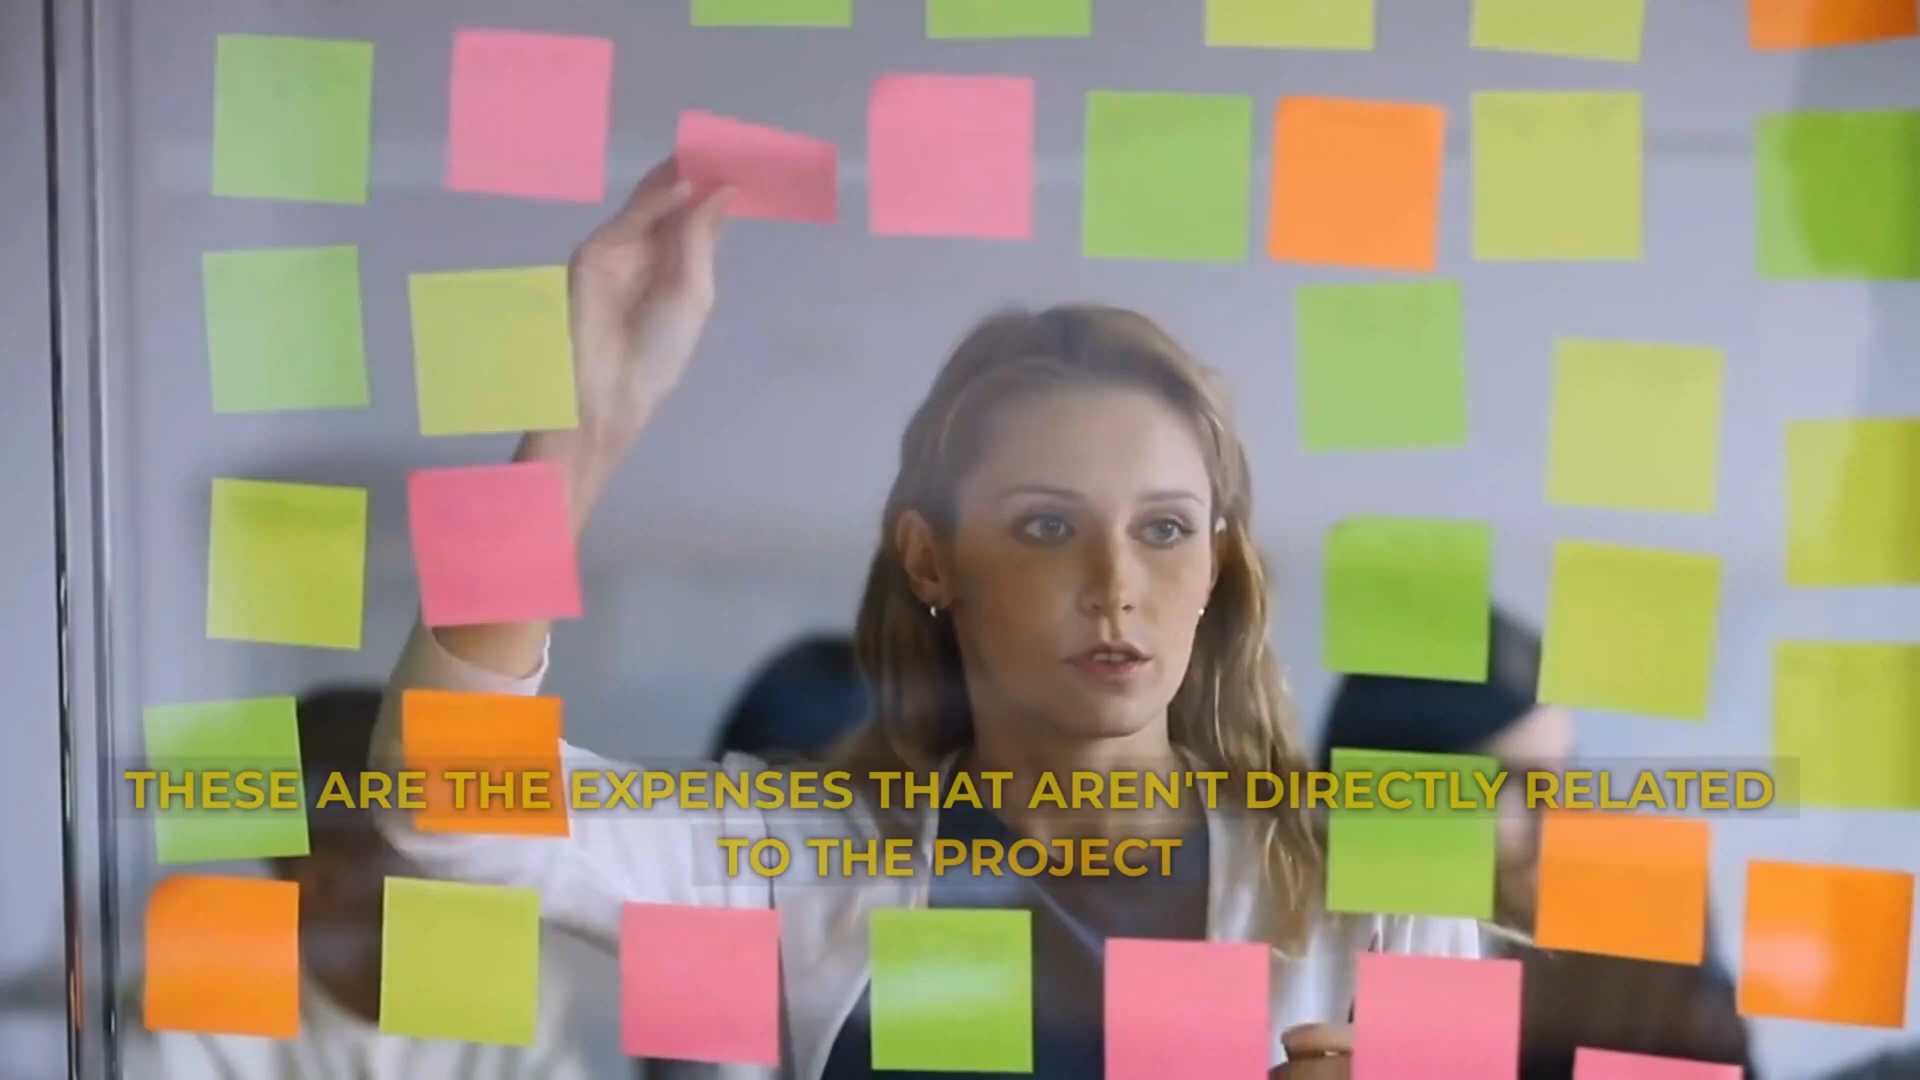 THESE ARE THE EXPENSES THAT AREN'T DIRECTLY RELATED
TO THE PROJECT